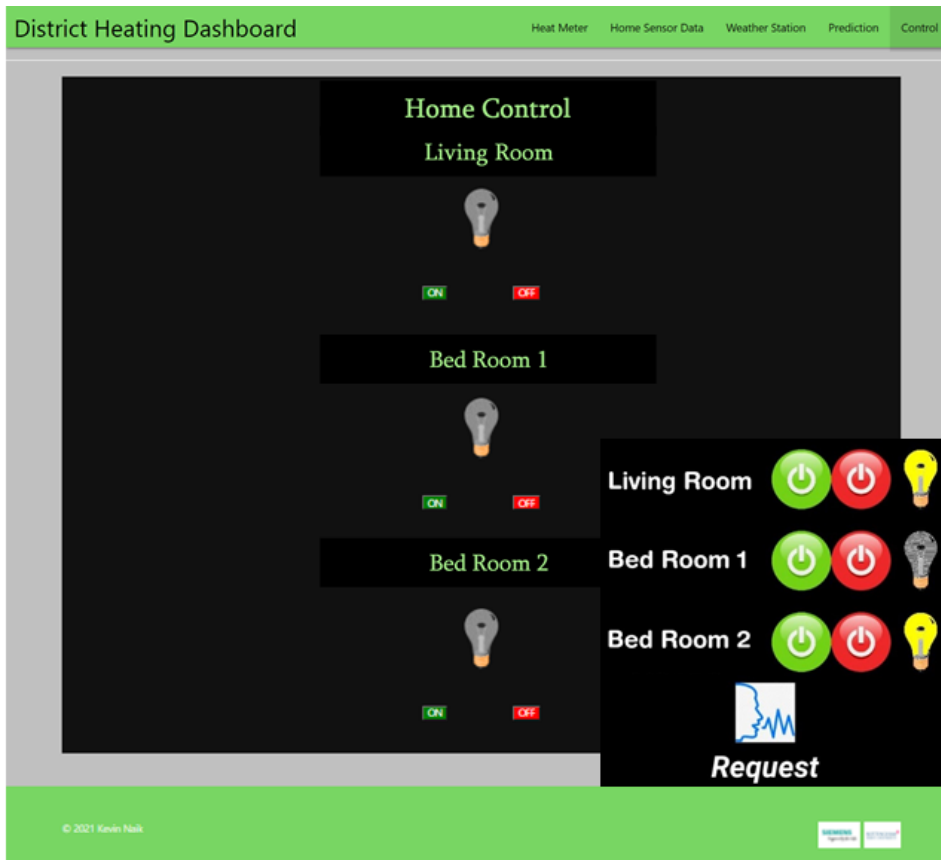 District Heating Dashboard
Heat Meter Home Sensor Data Weather Station Prediction Control
Home Control
Living Room
ON OFF
Bed Room 1
ON OFF
Bed Room 2
ON OFF
Living Room
Bed Room 1
Bed Room 2
Request
© 2021 Kevin Naik
SIEMENS